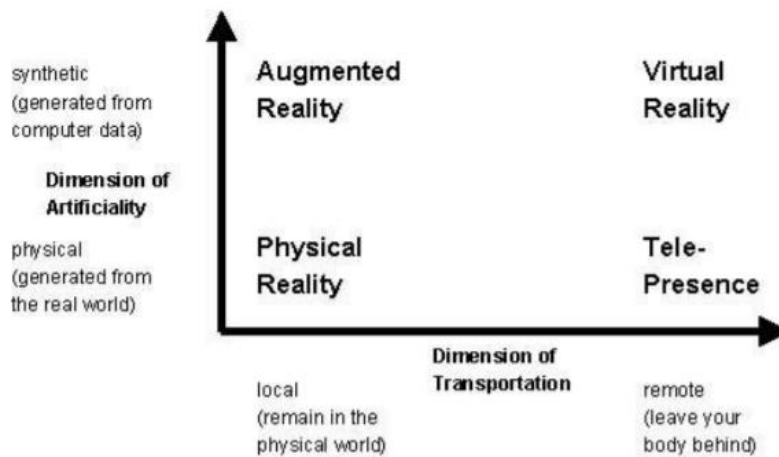 synthetic
(generated from
computer data)
Augmented
Reality
Virtual
Reality
Dimension of
Artificiality
physical
(generated from
the real world)
Physical
Reality
Tele-
Presence
Dimension of
Transportation
local
(remain in the
physical world)
remote
(leave your
body behind)